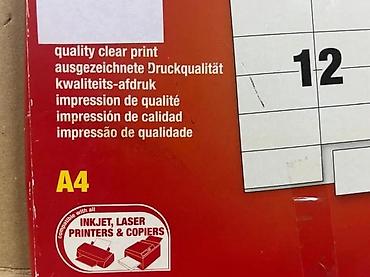 quality clear print
ausgezeichnete Druckqualität
kwaliteits-afdruk
impression de qualité
impresión de calidad
impressão de qualidade
12
A4
compatible with all
INKJET, LASER
PRINTERS & COPIERS